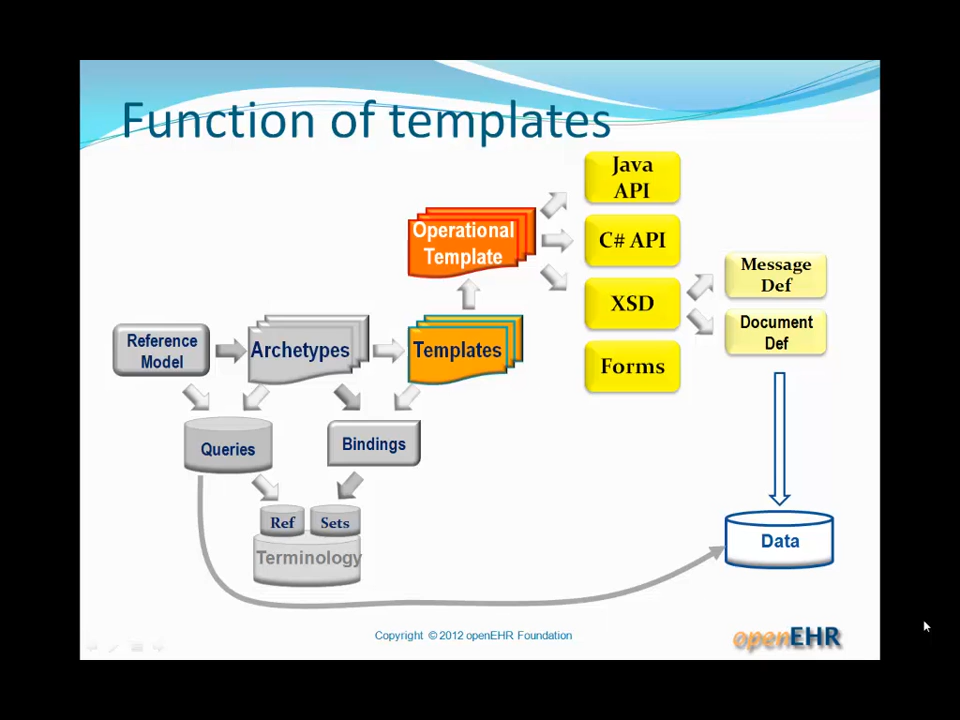 Function of templates
Java
API
Operational
Template
C# API
Message
Def
XSD
Document
Def
Reference
Model
Archetypes
Templates
Forms
Queries
Bindings
Ref
Sets
Terminology
Data
Copyright © 2012 openEHR Foundation
openEHR